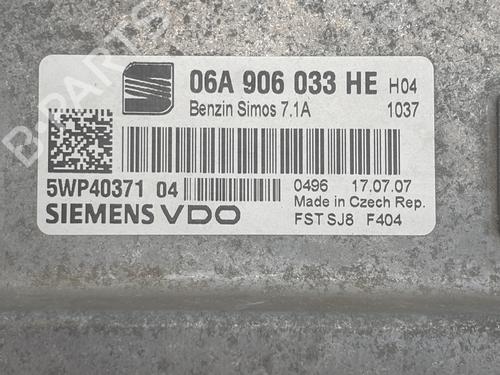 06A 906 033 HE H04
Benzin Simos 7.1A 1037
5WP40371 04
0496 17.07.07
SIEMENS VDO
Made in Czech Rep.
FST SJ8 F404
B-PARTS